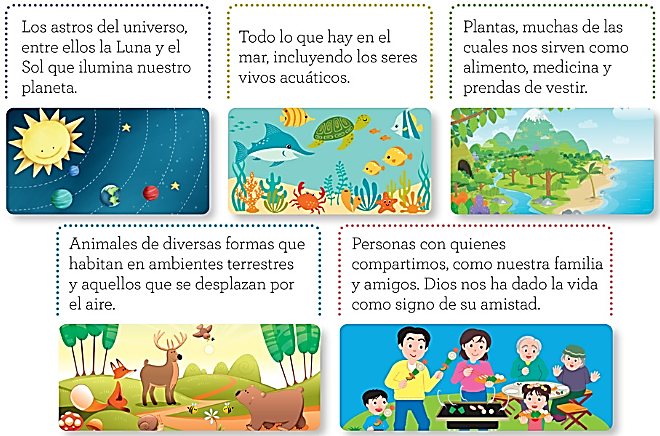 Los astros del universo,
entre ellos la Luna y el
Sol que ilumina nuestro
planeta.
Todo lo que hay en el
mar, incluyendo los seres
vivos acuáticos.
Plantas, muchas de las
cuales nos sirven como
alimento, medicina y
prendas de vestir.
Animales de diversas formas que
habitan en ambientes terrestres
y aquellos que se desplazan por
el aire.
Personas con quienes
compartimos, como nuestra familia
y amigos. Dios nos ha dado la vida
como signo de su amistad.